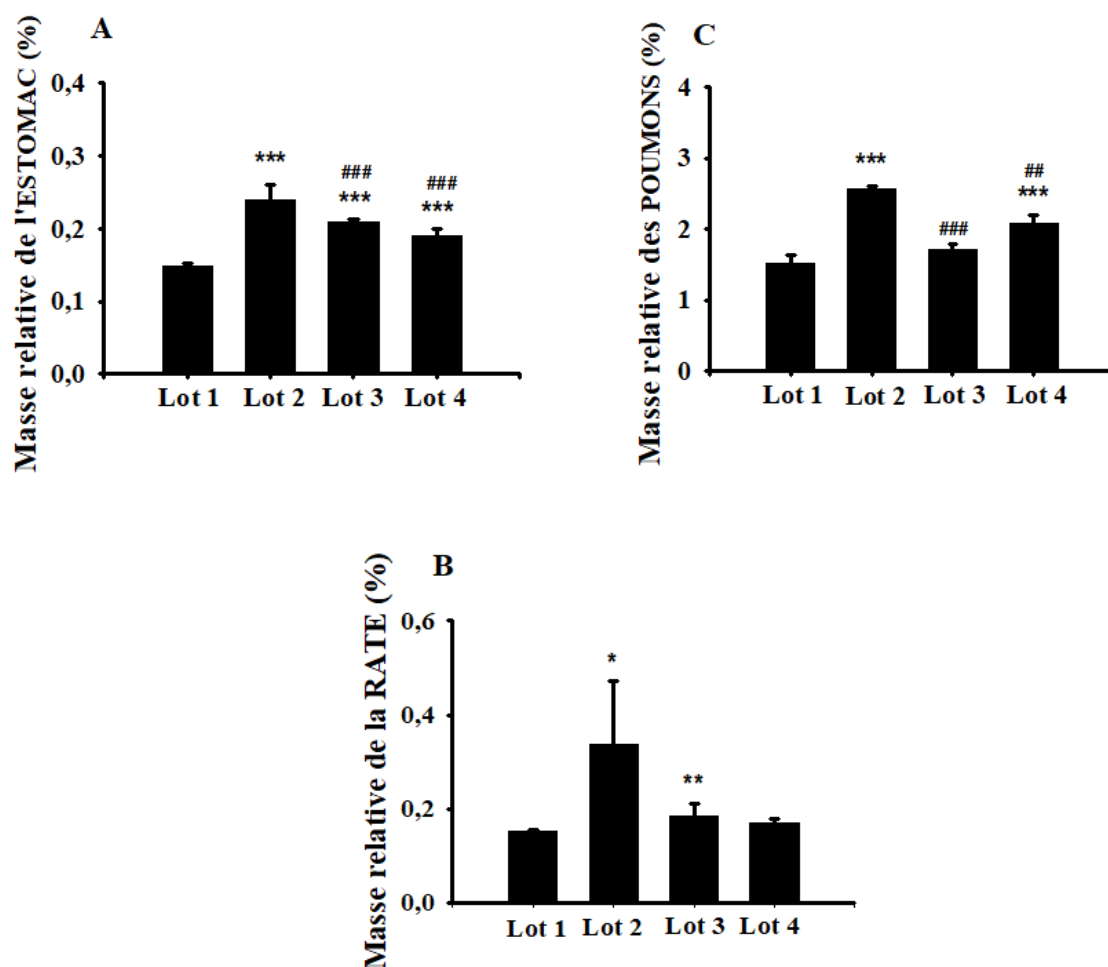 A
Masse relative de l'ESTOMAC (%)
0,4
0,3
0,2
0,1
0,0
***
###
***
###
***
Lot 1 Lot 2 Lot 3 Lot 4
C
Masse relative des POUMONS (%)
4
3
2
1
0
***
###
##
***
Lot 1 Lot 2 Lot 3 Lot 4
B
Masse relative de la RATE (%)
0,6
0,4
0,2
0,0
*
**
Lot 1 Lot 2 Lot 3 Lot 4